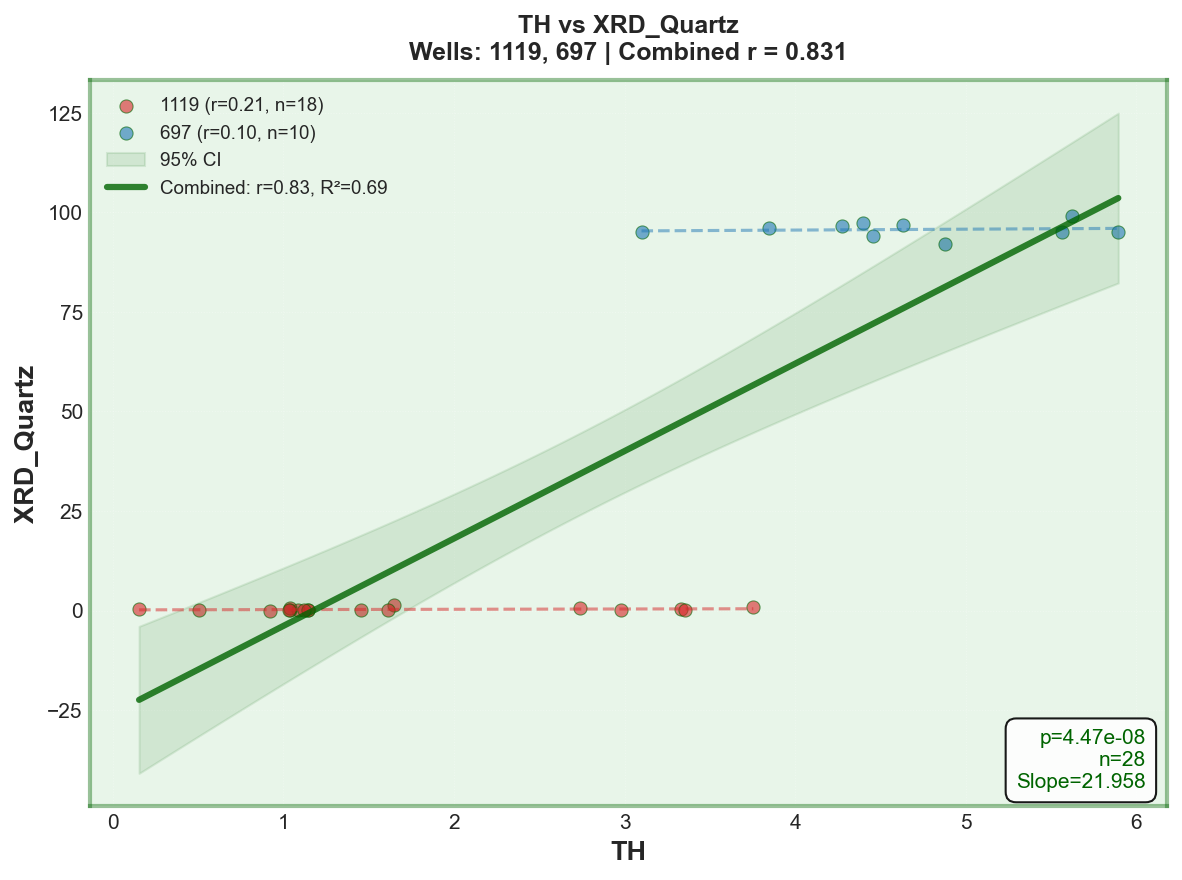 TH vs XRD_Quartz
Wells: 1119, 697 | Combined r = 0.831
1119 (r=0.21, n=18)
697 (r=0.10, n=10)
95% CI
Combined: r=0.83, R²=0.69
125
100
75
50
25
0
−25
XRD_Quartz
p=4.47e-08
n=28
Slope=21.958
0 1 2 3 4 5 6
TH